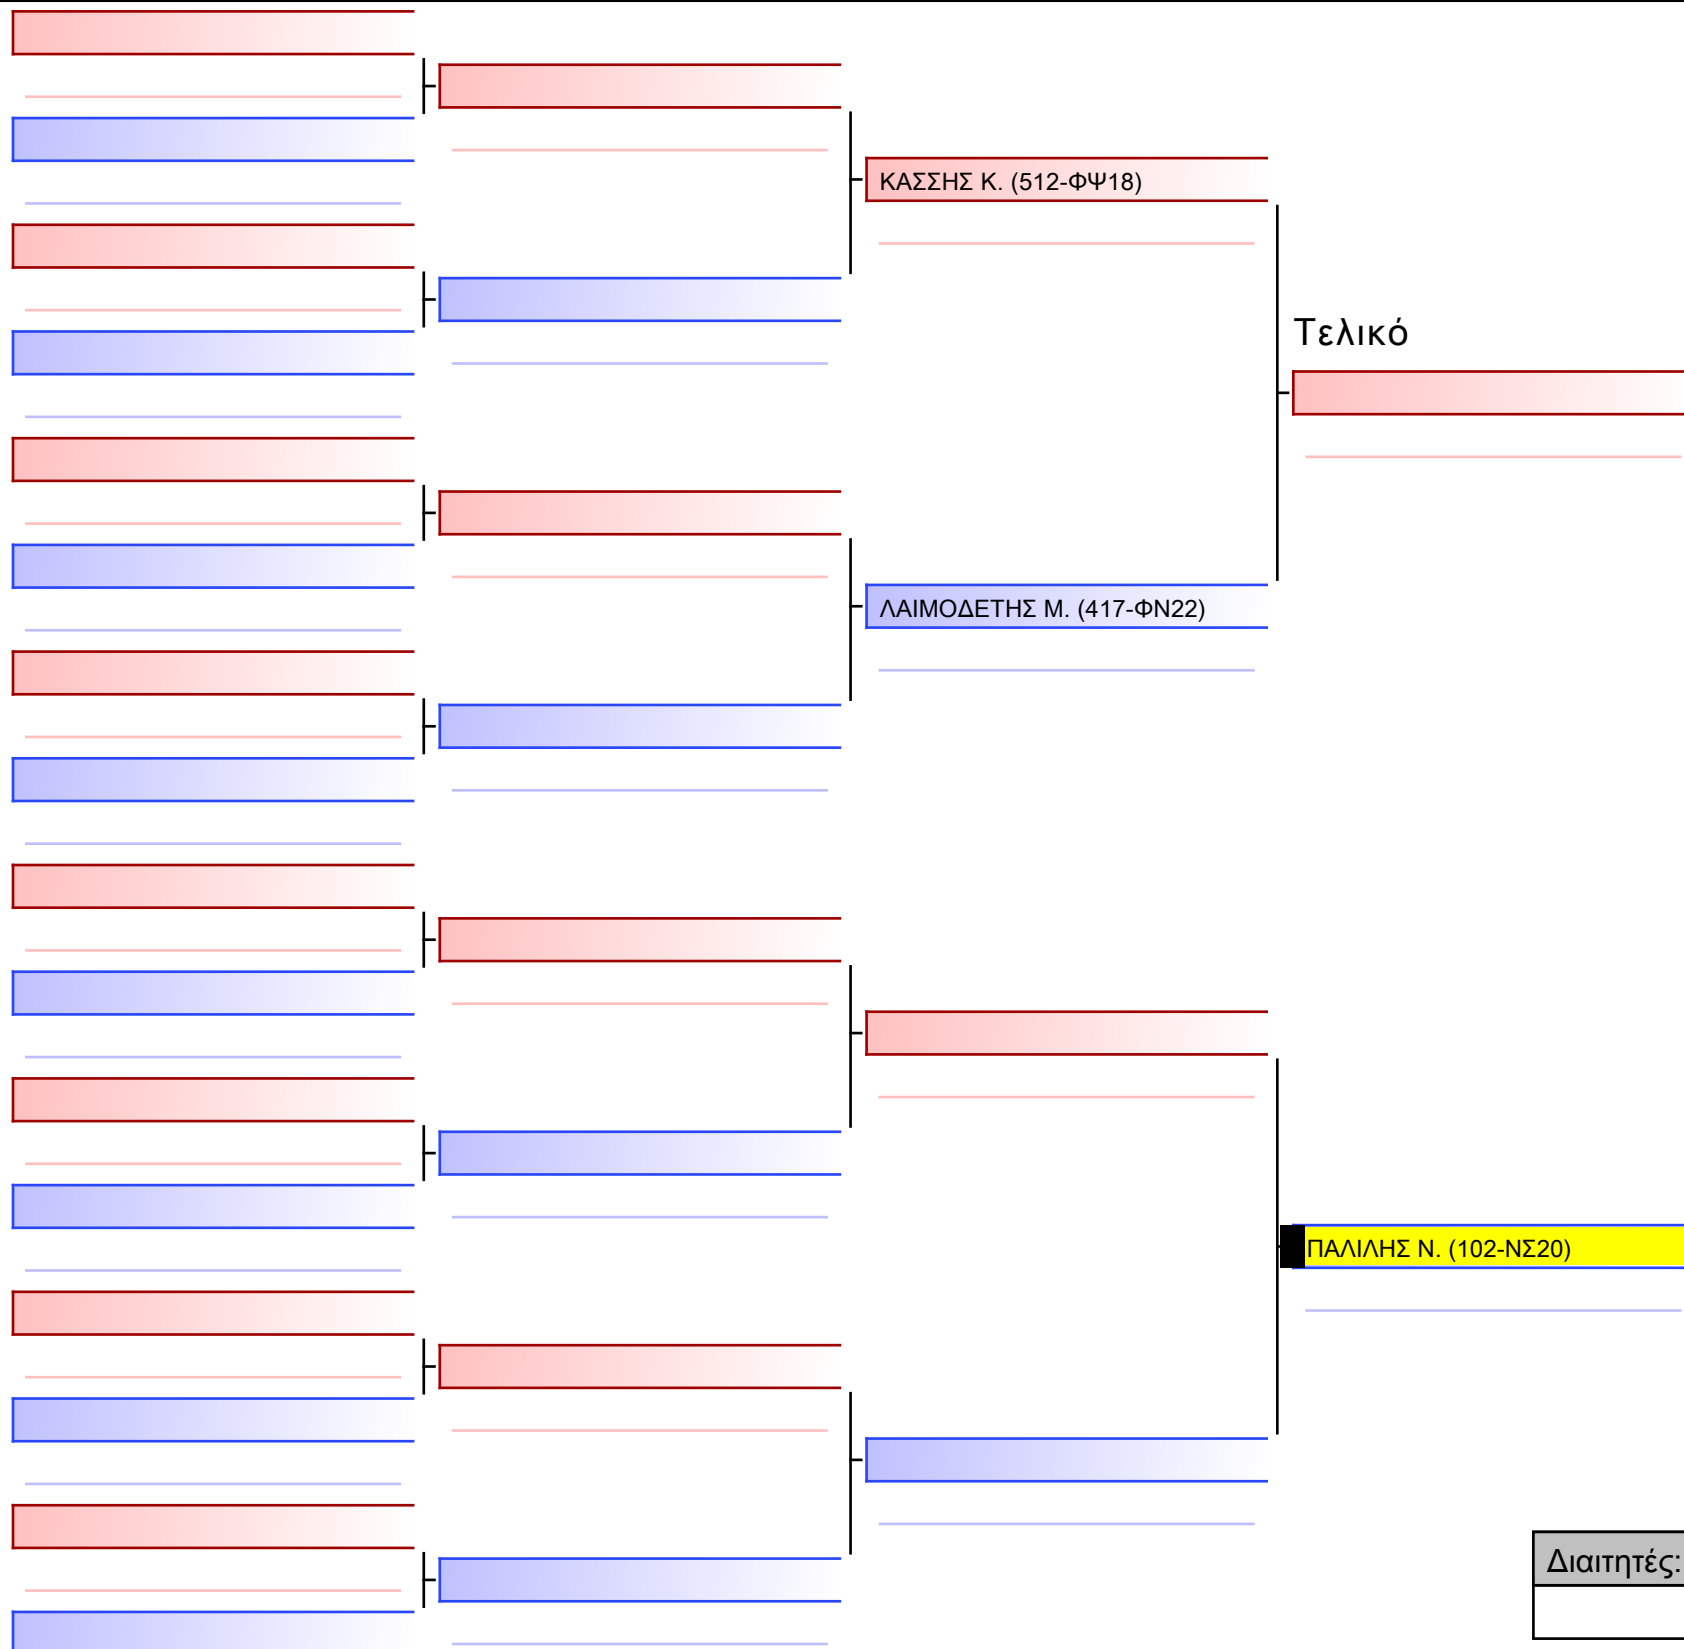 ΚΑΣΣΗΣ Κ. (512-ΦΨ18)
Τελικό
ΛΑΙΜΟΔΕΤΗΣ Μ. (417-ΦΝ22)
ΠΑΛΙΛΗΣ Ν. (102-ΝΣ20)
Διαιτητές: